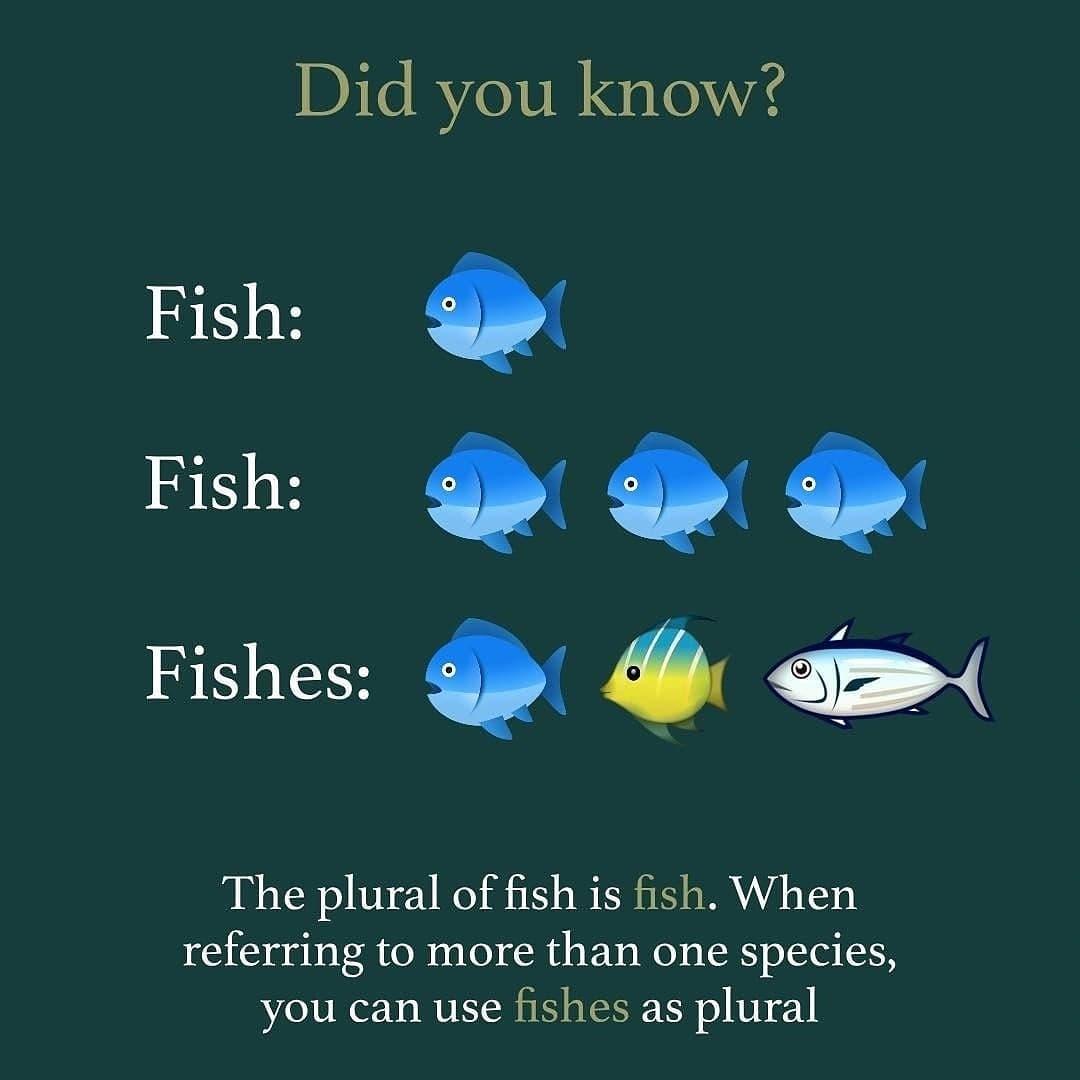 Did you know?
Fish:
Fish:
Fishes:
The plural of fish is fish. When
referring to more than one species,
you can use fishes as plural